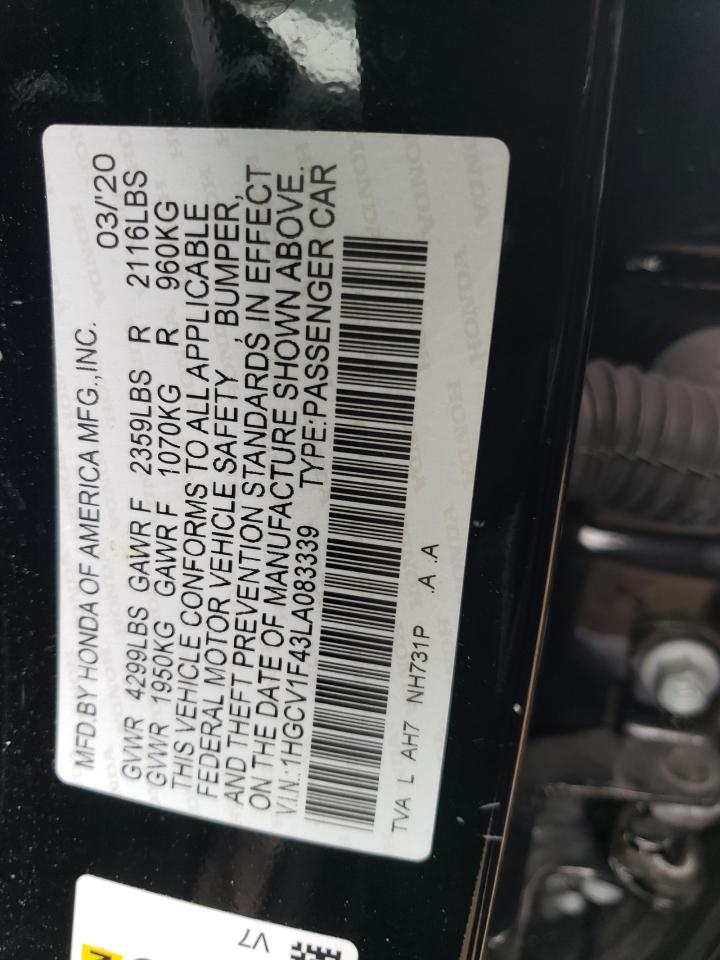 MFD.BY HONDA OF AMERICA MFG.,INC. 03/'20
GVWR 4299LBS GAWR F 2359LBS R 2116LBS
GVWR 1950KG GAWR F 1070KG R 960KG
THIS VEHICLE CONFORMS TO ALL APPLICABLE
FEDERAL MOTOR VEHICLE SAFETY , BUMPER,
AND THEFT PREVENTION STANDARDS IN EFFECT
ON THE DATE OF MANUFACTURE SHOWN ABOVE.
V.I.N.:1HGCV1F43LA083339 TYPE:PASSENGER CAR
TVA L AH7 NH731P .A .A
V7